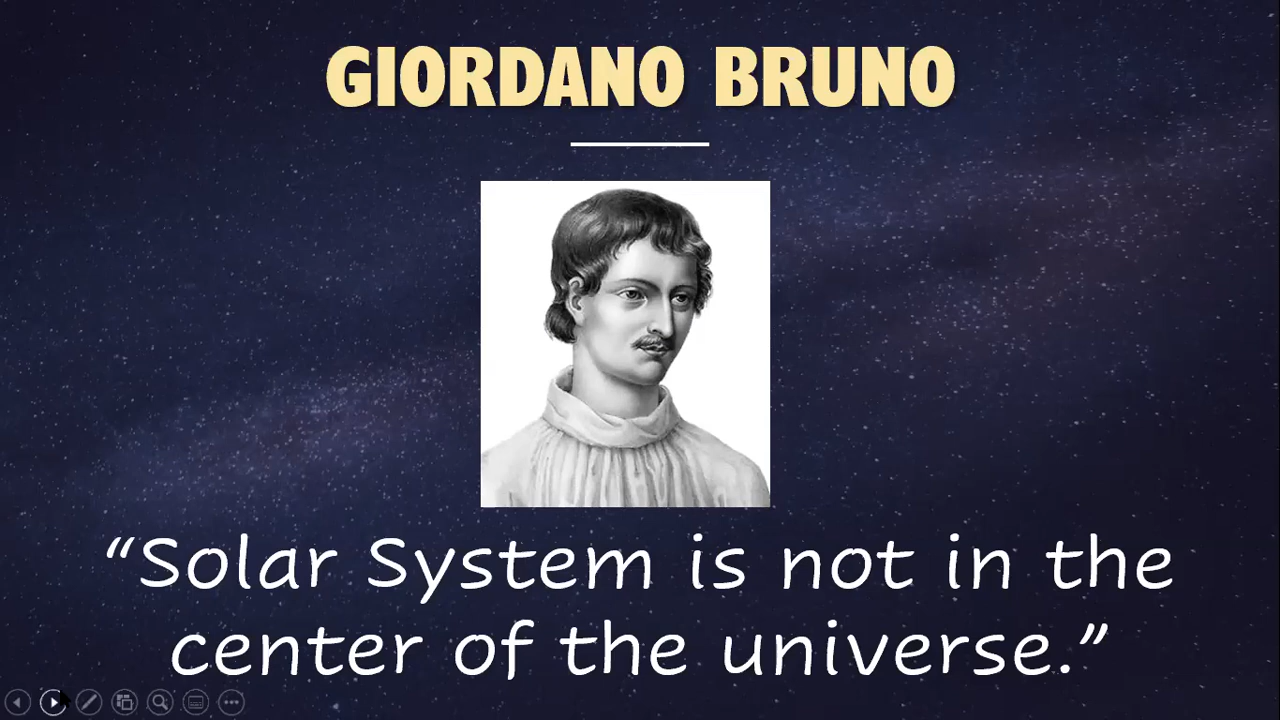 GIORDANO BRUNO
“Solar System is not in the
center of the universe.”